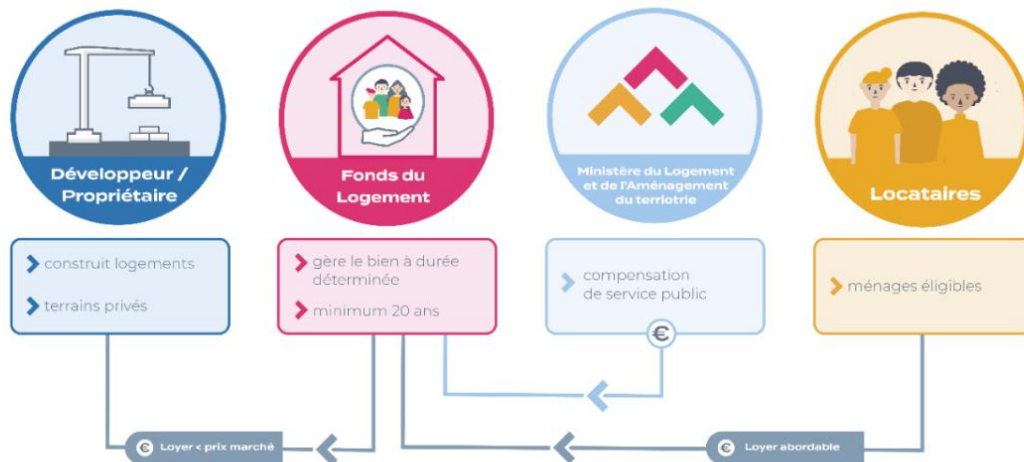 Développeur /
Propriétaire
Fonds du
Logement
Ministère du Logement
et de l'Aménagement
du terriotrie
Locataires
construit logements
terrains privés
gère le bien à durée
déterminée
minimum 20 ans
compensation
de service public
€
ménages éligibles
€ Loyer < prix marché
€ Loyer abordable